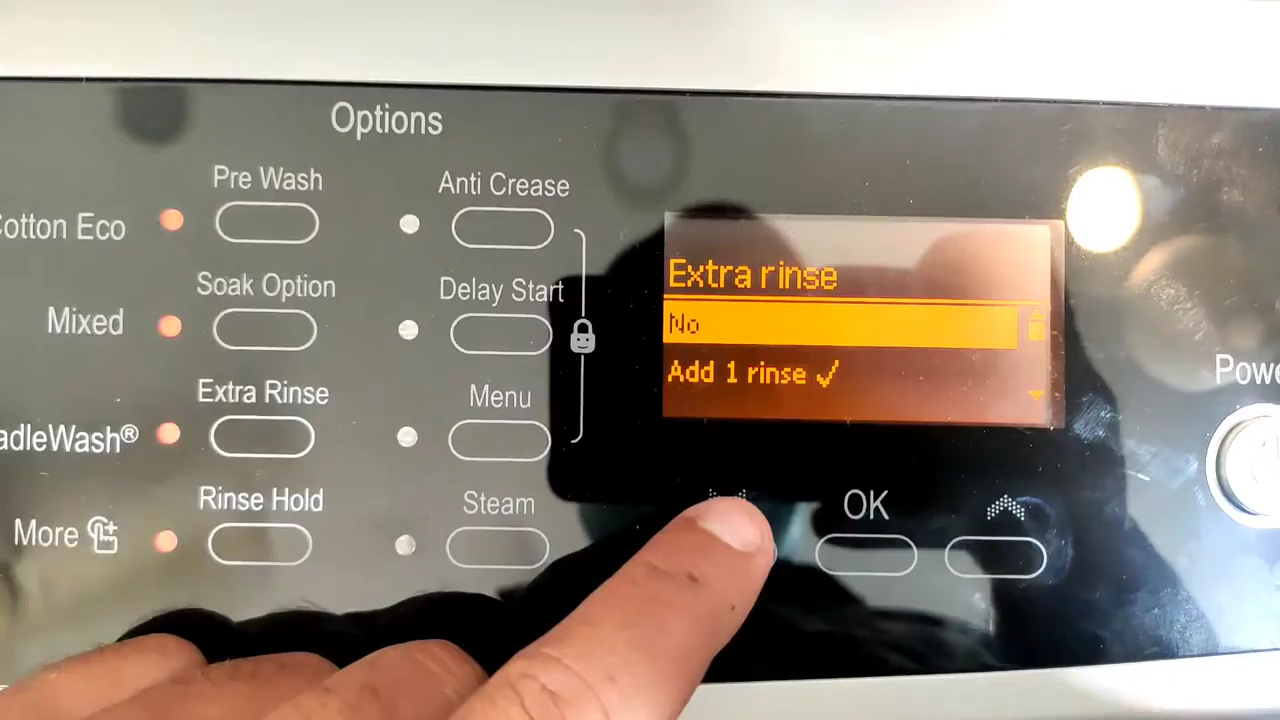 Options
Pre Wash
Anti Crease
Cotton Eco
Soak Option
Delay Start
Mixed
Extra Rinse
Menu
Rinse Hold
Steam
More
Extra rinse
No
Add 1 rinse ✓
OK